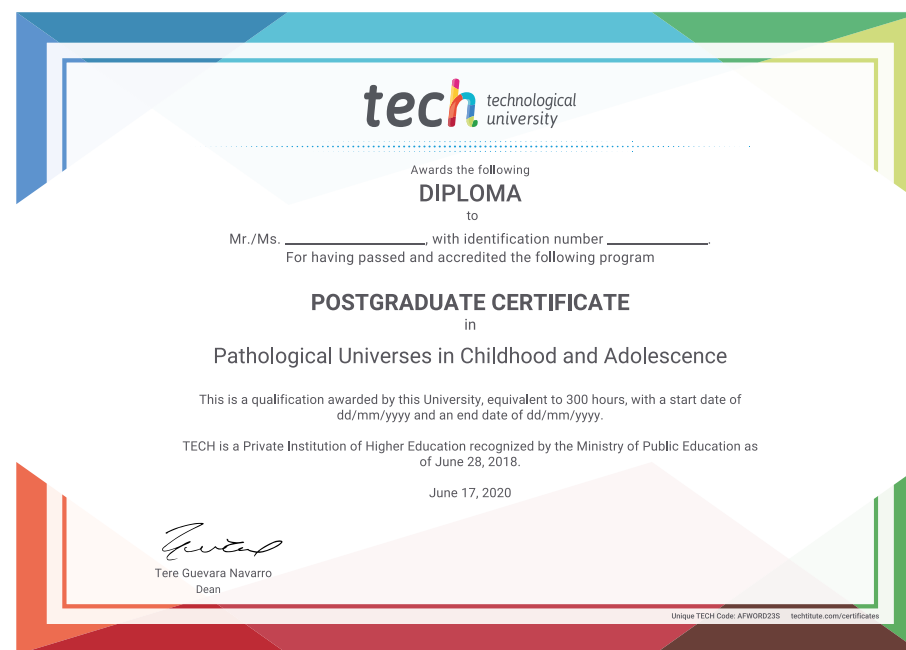 tech technological
university
Awards the following
DIPLOMA
to
Mr./Ms. ____________, with identification number _________.
For having passed and accredited the following program
POSTGRADUATE CERTIFICATE
in
Pathological Universes in Childhood and Adolescence
This is a qualification awarded by this University, equivalent to 300 hours, with a start date of
dd/mm/yyyy and an end date of dd/mm/yyyy.
TECH is a Private Institution of Higher Education recognized by the Ministry of Public Education as
of June 28, 2018.
June 17, 2020
Tere Guevara Navarro
Dean
Unique TECH Code: AFWORD23S techtitute.com/certificates